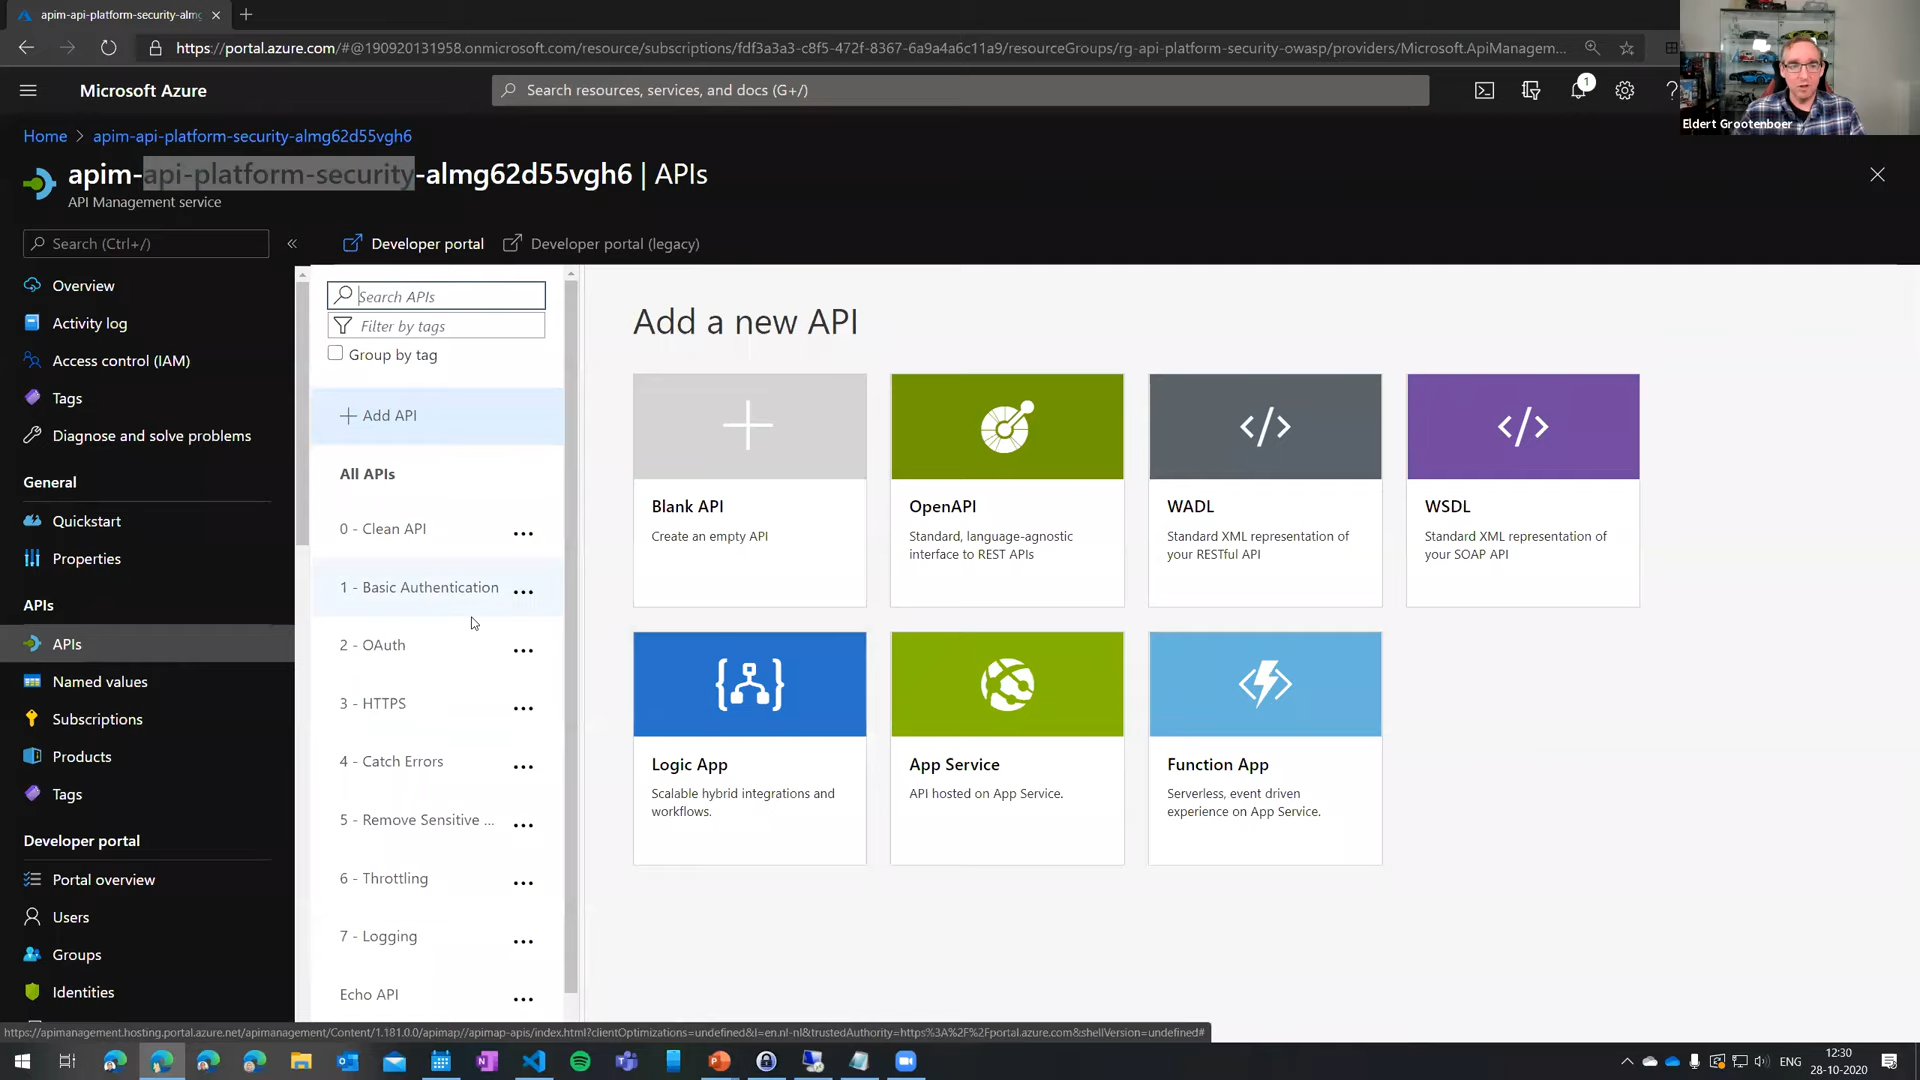 apim-api-platform-security-almg
https://portal.azure.com/#@190920131958.onmicrosoft.com/resource/subscriptions/fdf3a3a3-c8f5-472f-8367-6a9a4a6c11a9/resourceGroups/rg-api-platform-security-owasp/providers/Microsoft.ApiManagem...
Microsoft Azure
Search resources, services, and docs (G+/)
1
?
Eldert Grootenboer
Home > apim-api-platform-security-almg62d55vgh6
apim-api-platform-security-almg62d55vgh6 | APIs
API Management service
Search (Ctrl+/)
«
Developer portal
Developer portal (legacy)
Overview
Activity log
Access control (IAM)
Tags
Diagnose and solve problems
General
Quickstart
Properties
APIs
APIs
Named values
Subscriptions
Products
Tags
Developer portal
Portal overview
Users
Groups
Identities
Search APIs
Filter by tags
Group by tag
+ Add API
All APIs
0 - Clean API ...
1 - Basic Authentication ...
2 - OAuth ...
3 - HTTPS ...
4 - Catch Errors ...
5 - Remove Sensitive ... ...
6 - Throttling ...
7 - Logging ...
Echo API ...
Add a new API
Blank API
Create an empty API
OpenAPI
Standard, language-agnostic
interface to REST APIs
WADL
Standard XML representation of
your RESTful API
WSDL
Standard XML representation of
your SOAP API
Logic App
Scalable hybrid integrations and
workflows.
App Service
API hosted on App Service.
Function App
Serverless, event driven
experience on App Service.
https://apimanagement.hosting.portal.azure.net/apimanagement/Content/1.181.0.0/apimap//apimap-apis/index.html?clientOptimizations=undefined&l=en.nl-nl&trustedAuthority=https%3A%2F%2Fportal.azure.com&shellVersion=undefined#
ENG
12:30
28-10-2020